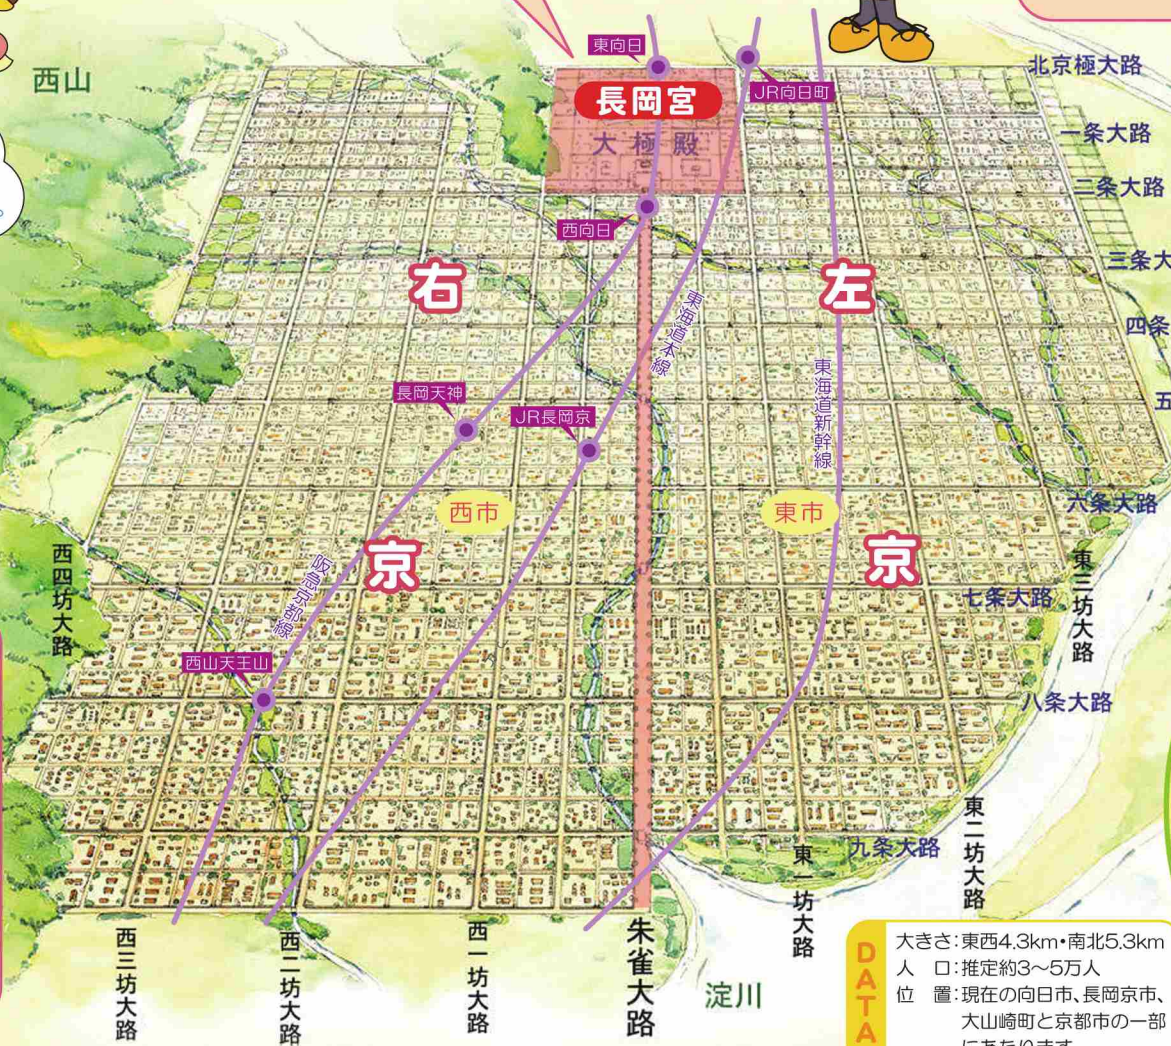 西山
東向日
JR向日町
北京極大路
長岡宮
大極殿
一条大路
二条大路
西向日
三条大
右
左
東海道本線
四条
東海道新幹線
長岡天神
JR長岡京
五
西市
東市
六条大路
京
京
西四坊大路
阪急京都線
東三坊大路
七条大路
西山天王山
八条大路
東二坊大路
九条大路
東一坊大路
西三坊大路
西二坊大路
西一坊大路
朱雀大路
淀川
DATA
大きさ:東西4.3km・南北5.3km
人 口:推定約3〜5万人
位 置:現在の向日市、長岡京市、
大山崎町と京都市の一部
にあたります